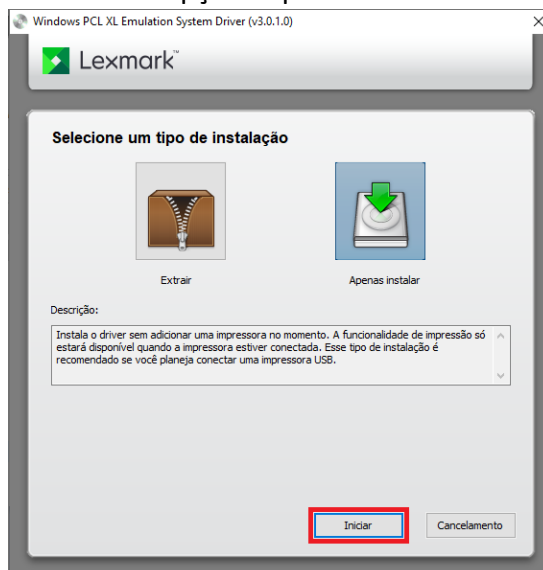 Windows PCL XL Emulation System Driver (v3.0.1.0)
Lexmark™
Selecione um tipo de instalação
Extrair
Apenas instalar
Descrição:
Instala o driver sem adicionar uma impressora no momento. A funcionalidade de impressão só
estará disponível quando a impressora estiver conectada. Esse tipo de instalação é
recomendado se você planeja conectar uma impressora USB.
Iniciar
Cancelamento